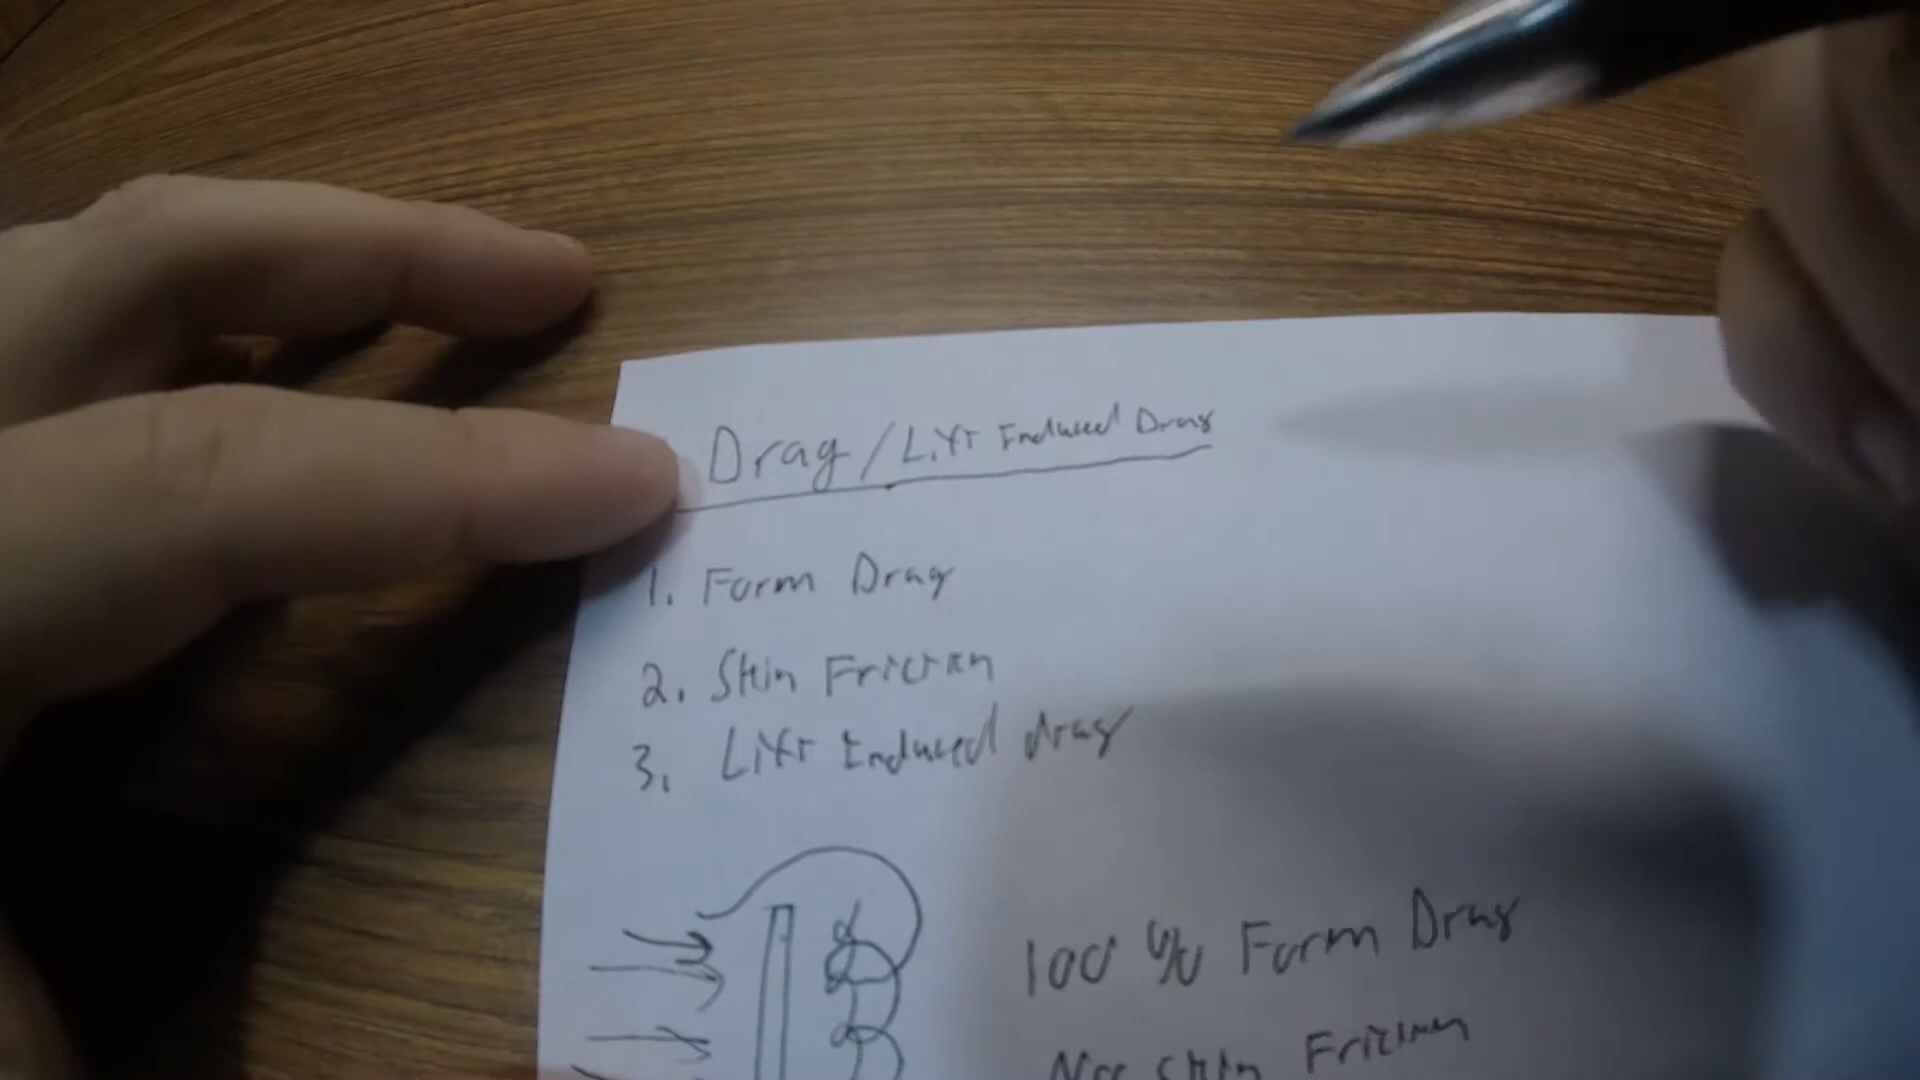 Drag / Lift Induced Drag
1. Form Drag
2. Skin Friction
3. Lift Induced drag
100 % Form Drag
Skin Friction